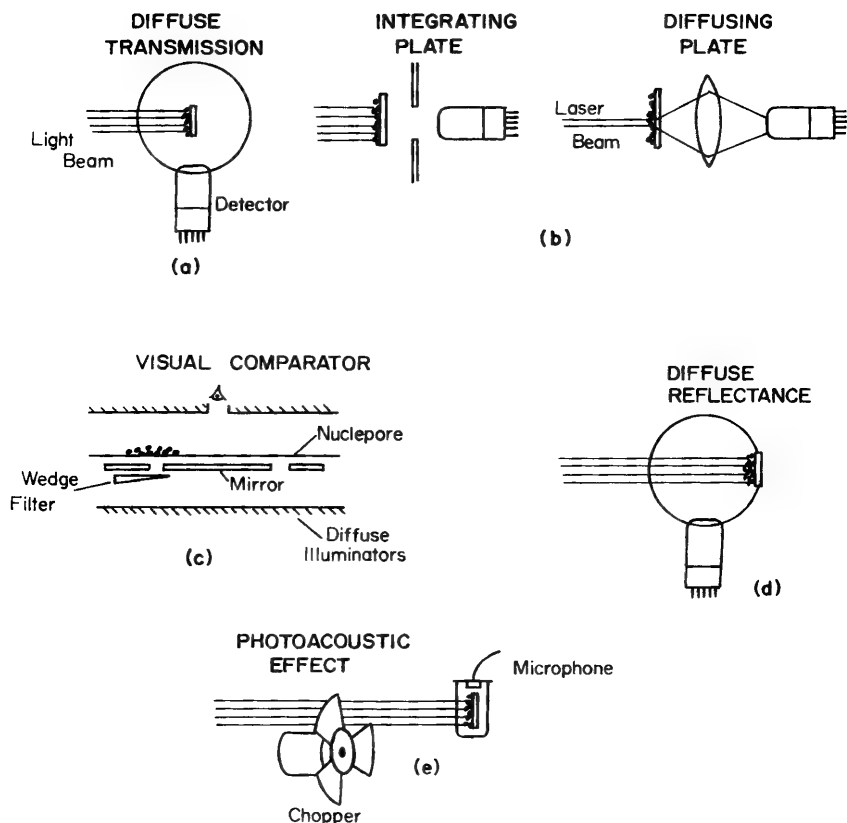 DIFFUSE
TRANSMISSION
Light
Beam
Detector
(a)
INTEGRATING
PLATE
DIFFUSING
PLATE
Laser
Beam
(b)
VISUAL COMPARATOR
Nuclepore
Wedge
Filter
Mirror
Diffuse
Illuminators
(c)
DIFFUSE
REFLECTANCE
(d)
PHOTOACOUSTIC
EFFECT
Microphone
(e)
Chopper